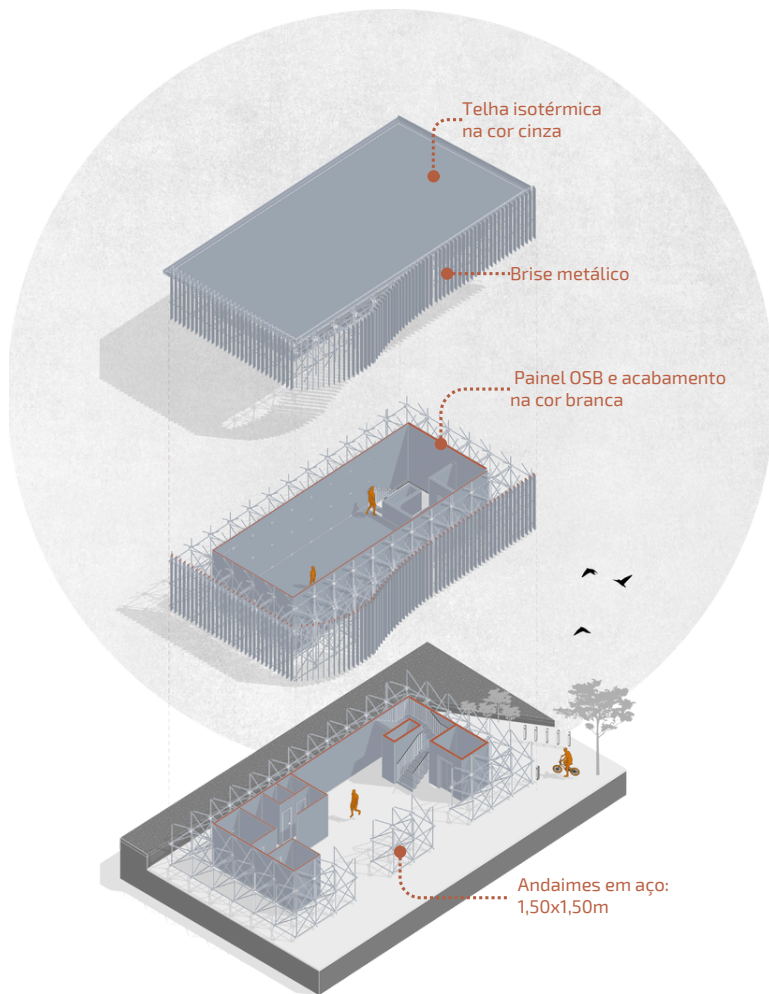 Telha isotérmica
na cor cinza
Brise metálico
Painel OSB e acabamento
na cor branca
Andaimes em aço:
1,50x1,50m